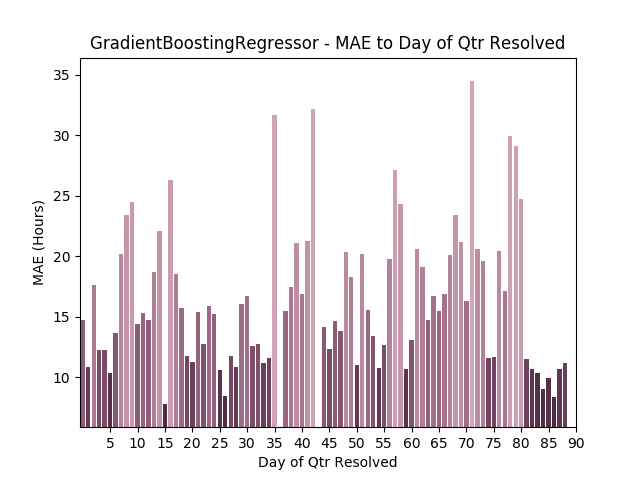 GradientBoostingRegressor - MAE to Day of Qtr Resolved
35
30
25
20
15
10
MAE (Hours)
5 10 15 20 25 30 35 40 45 50 55 60 65 70 75 80 85 90
Day of Qtr Resolved